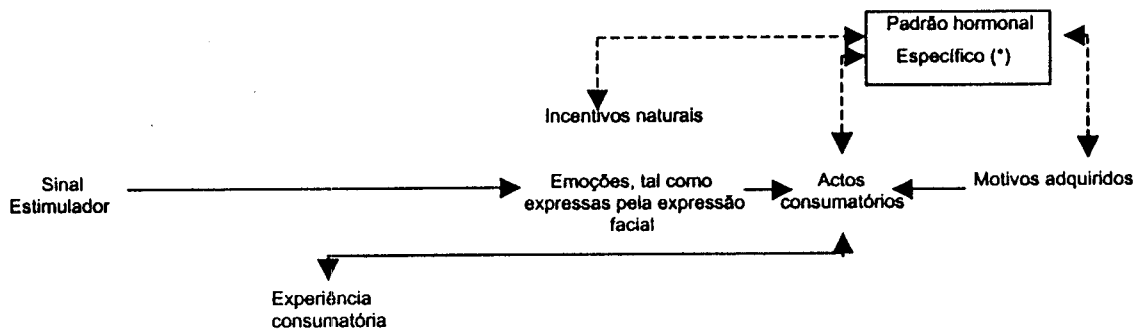 Padrão hormonal
Específico (*)
Incentivos naturais
Sinal
Estimulador
Emoções, tal como
expressas pela expressão
facial
Actos
consumatórios
Motivos adquiridos
Experiência
consumatória